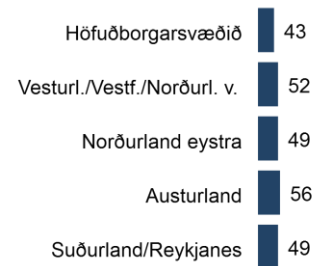 Höfuðborgarsvæðið 43
Vesturl./Vestf./Norðurl. v. 52
Norðurland eystra 49
Austurland 56
Suðurland/Reykjanes 49